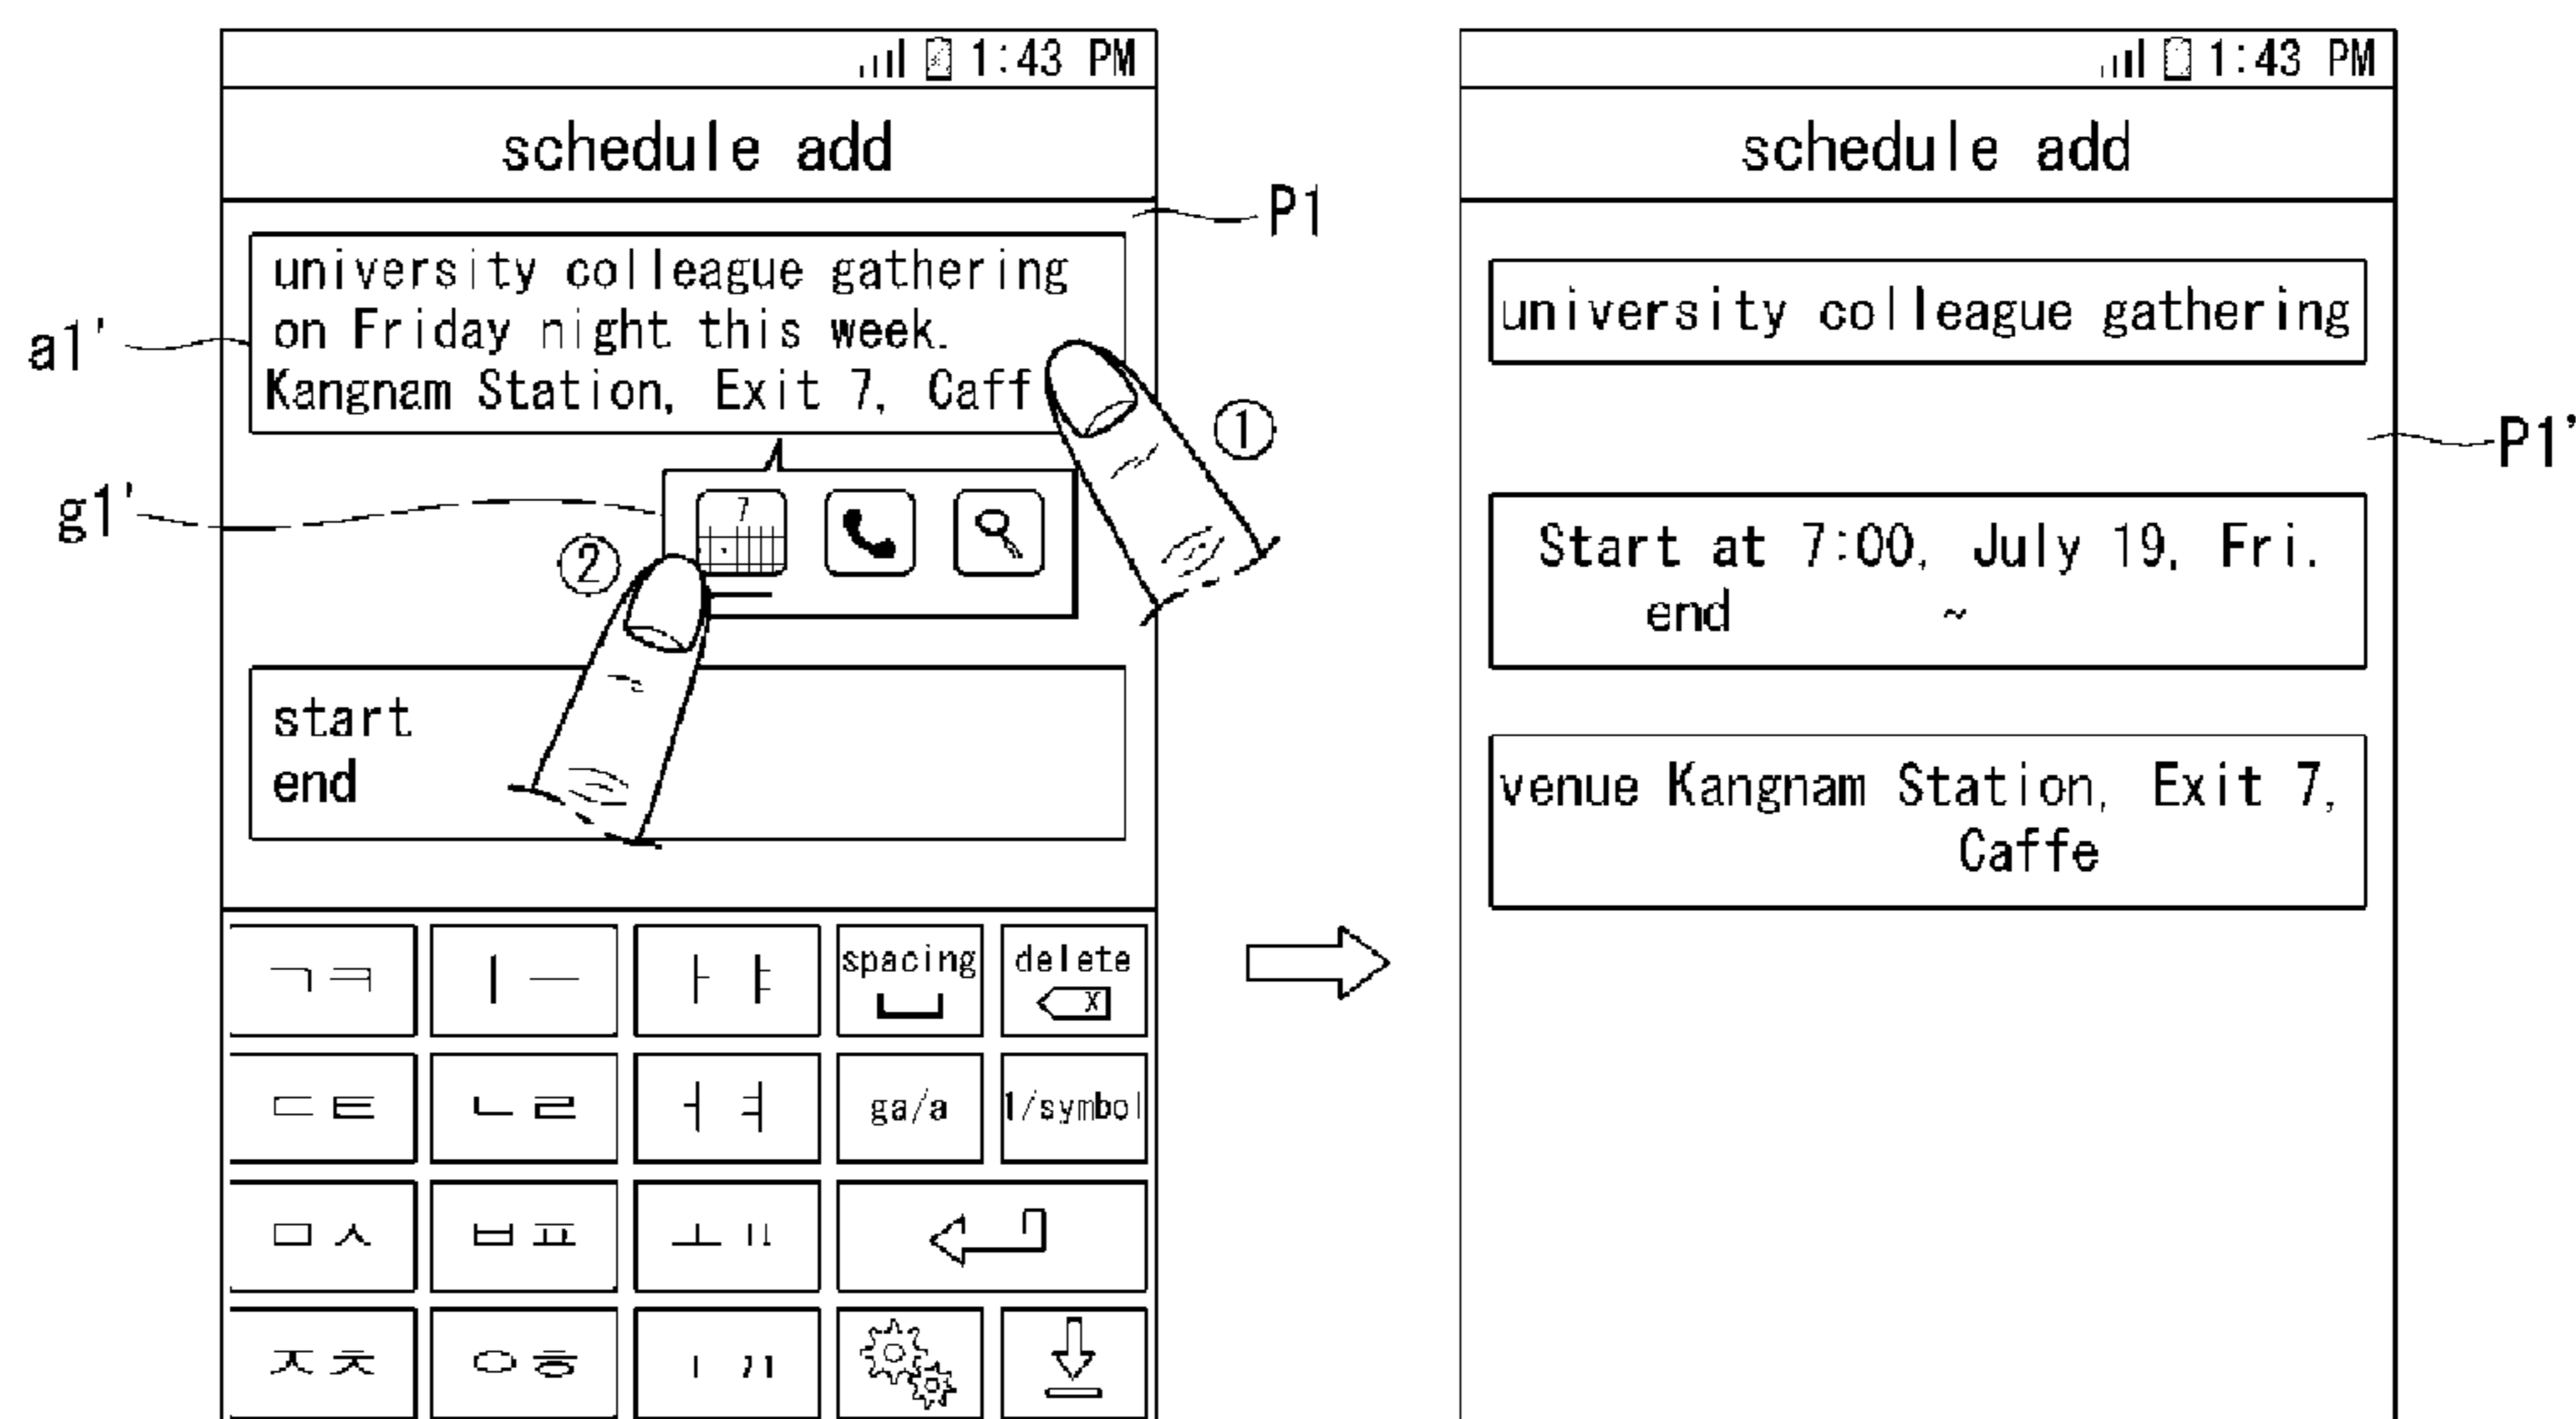 1:43 PM
schedule add
P1
university colleague gathering
on Friday night this week.
Kangnam Station, Exit 7, Caff
a1'
①
g1'
7
②
start
end
ㄱㅋ ㅣㅡ ㅏㅑ spacing delete
X
ㄷㅌ ㄴㄹ ㅓㅕ ga/a 1/symbol
ㅁㅅ ㅂㅍ
ㅈㅊ ㅇㅎ
1:43 PM
schedule add
university colleague gathering
P1'
Start at 7:00, July 19, Fri.
end ~
venue Kangnam Station, Exit 7,
Caffe